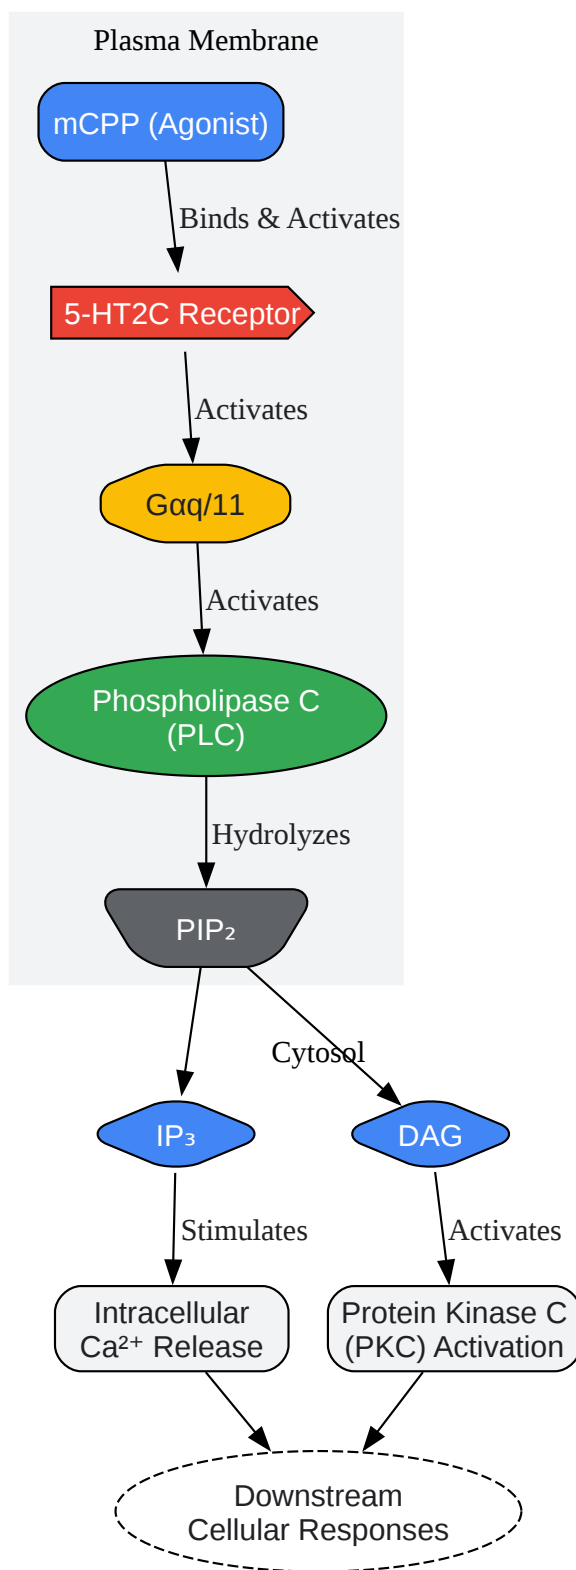 Plasma Membrane
mCPP (Agonist)
Binds & Activates
5-HT2C Receptor
Activates
Gαq/11
Activates
Phospholipase C
(PLC)
Hydrolyzes
PIP₂
Cytosol
IP₃
DAG
Stimulates
Activates
Intracellular
Ca²⁺ Release
Protein Kinase C
(PKC) Activation
Downstream
Cellular Responses